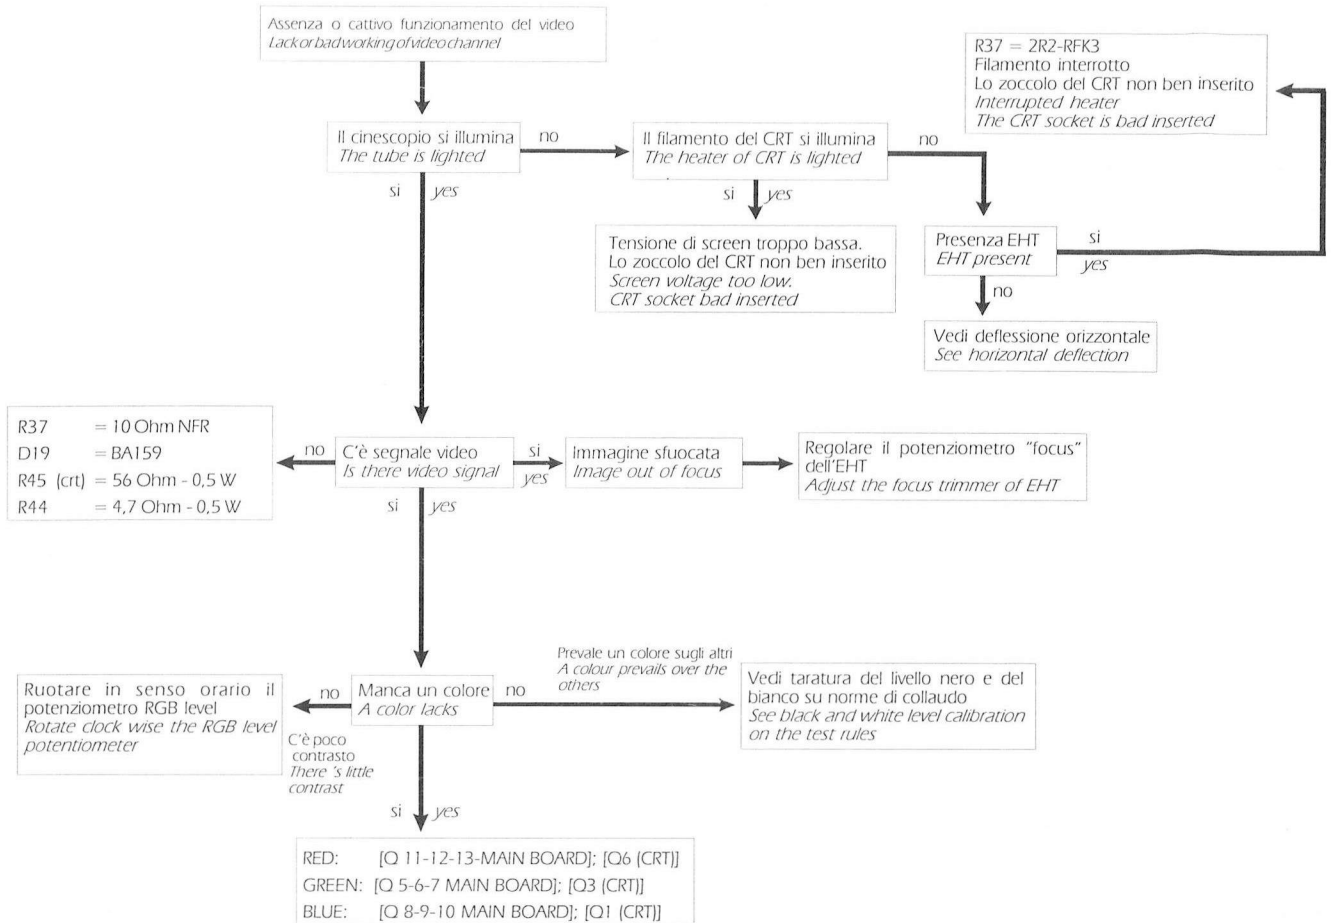 Assenza o cattivo funzionamento del video
Lack or bad working of video channel
R37 = 2R2-RFK3
Filamento interrotto
Lo zoccolo del CRT non ben inserito
Interrupted heater
The CRT socket is bad inserted
Il cinescopio si illumina
The tube is lighted
no
Il filamento del CRT si illumina
The heater of CRT is lighted
no
si yes
si yes
Tensione di screen troppo bassa.
Lo zoccolo del CRT non ben inserito
Screen voltage too low.
CRT socket bad inserted
Presenza EHT
EHT present
si
yes
no
Vedi deflessione orizzontale
See horizontal deflection
R37 = 10 Ohm NFR
D19 = BA159
R45 (crt) = 56 Ohm - 0,5 W
R44 = 4,7 Ohm - 0,5 W
no
C'è segnale video
Is there video signal
si
yes
Immagine sfuocata
Image out of focus
Regolare il potenziometro "focus"
dell'EHT
Adjust the focus trimmer of EHT
si yes
Ruotare in senso orario il
potenziometro RGB level
Rotate clock wise the RGB level
potentiometer
no
C'è poco
contrasto
There 's little
contrast
Manca un colore
A color lacks
no
Prevale un colore sugli altri
A colour prevails over the
others
Vedi taratura del livello nero e del
bianco su norme di collaudo
See black and white level calibration
on the test rules
si yes
RED: [Q 11-12-13-MAIN BOARD]; [Q6 (CRT)]
GREEN: [Q 5-6-7 MAIN BOARD]; [Q3 (CRT)]
BLUE: [Q 8-9-10 MAIN BOARD]; [Q1 (CRT)]